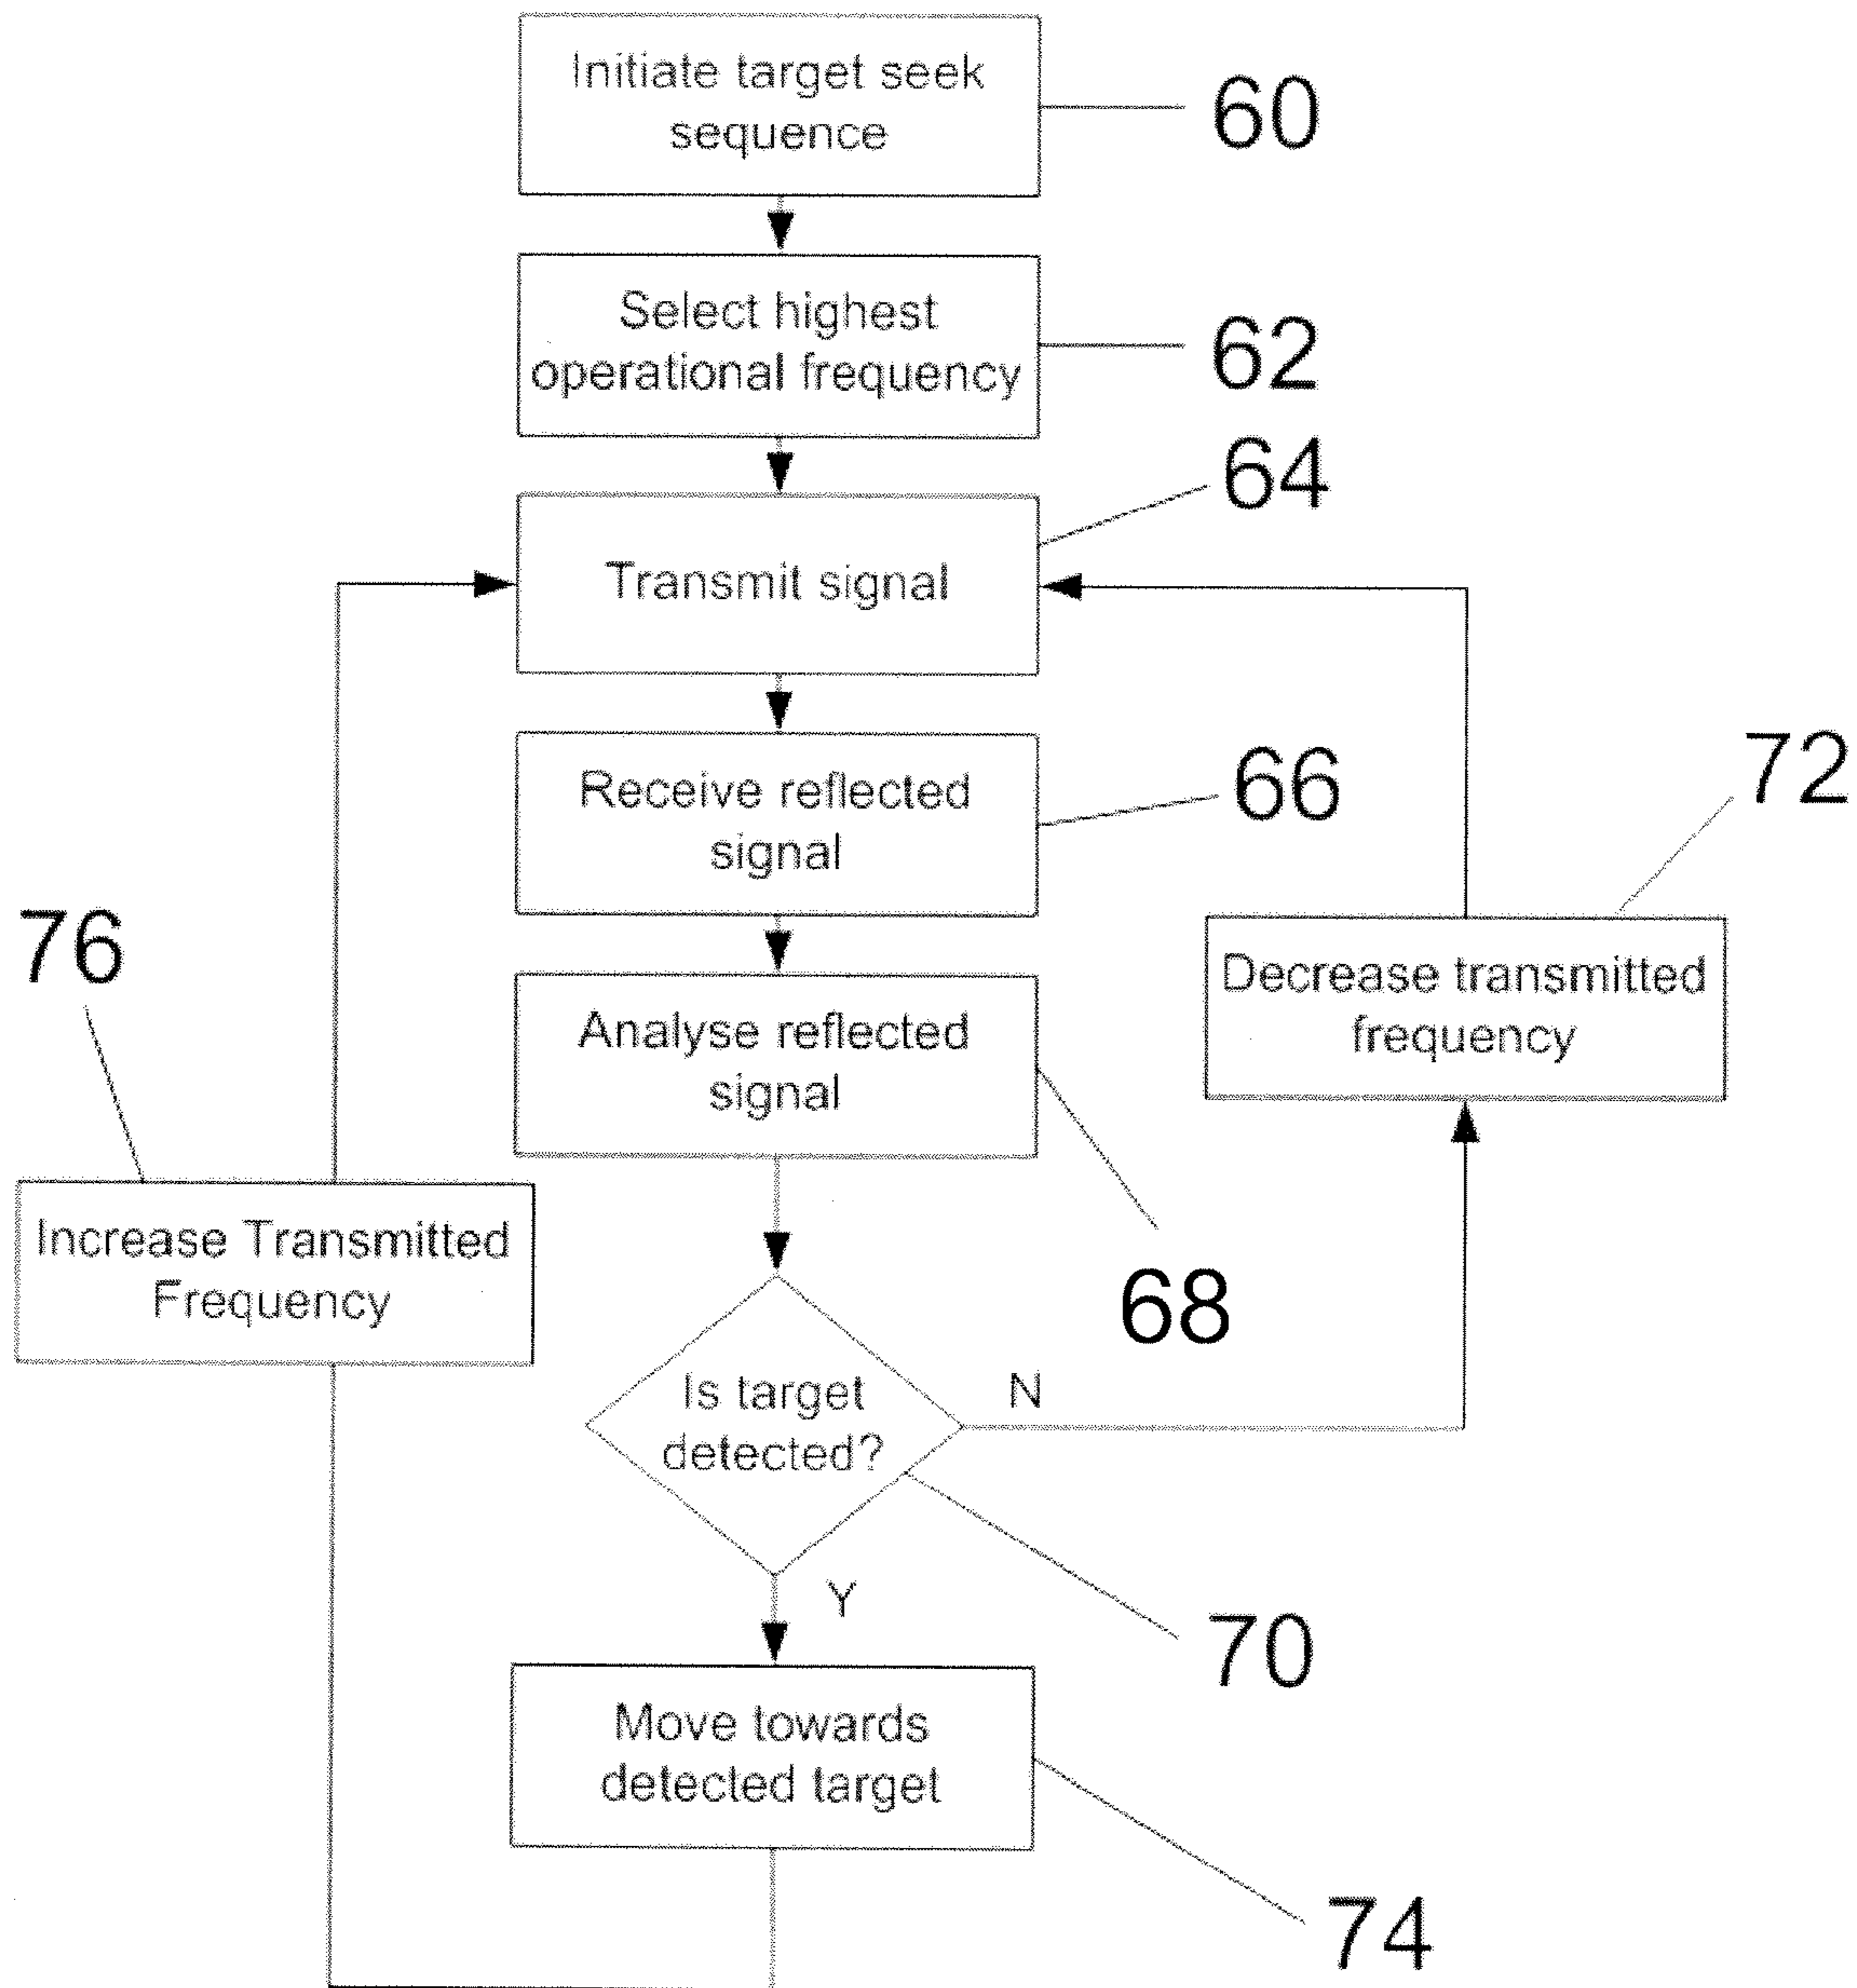 Initiate target seek
sequence
60
Select highest
operational frequency
62
64
Transmit signal
Receive reflected
signal
66
72
76
Decrease transmitted
frequency
Analyse reflected
signal
68
Increase Transmitted
Frequency
Is target
detected?
N
Y
70
Move towards
detected target
74